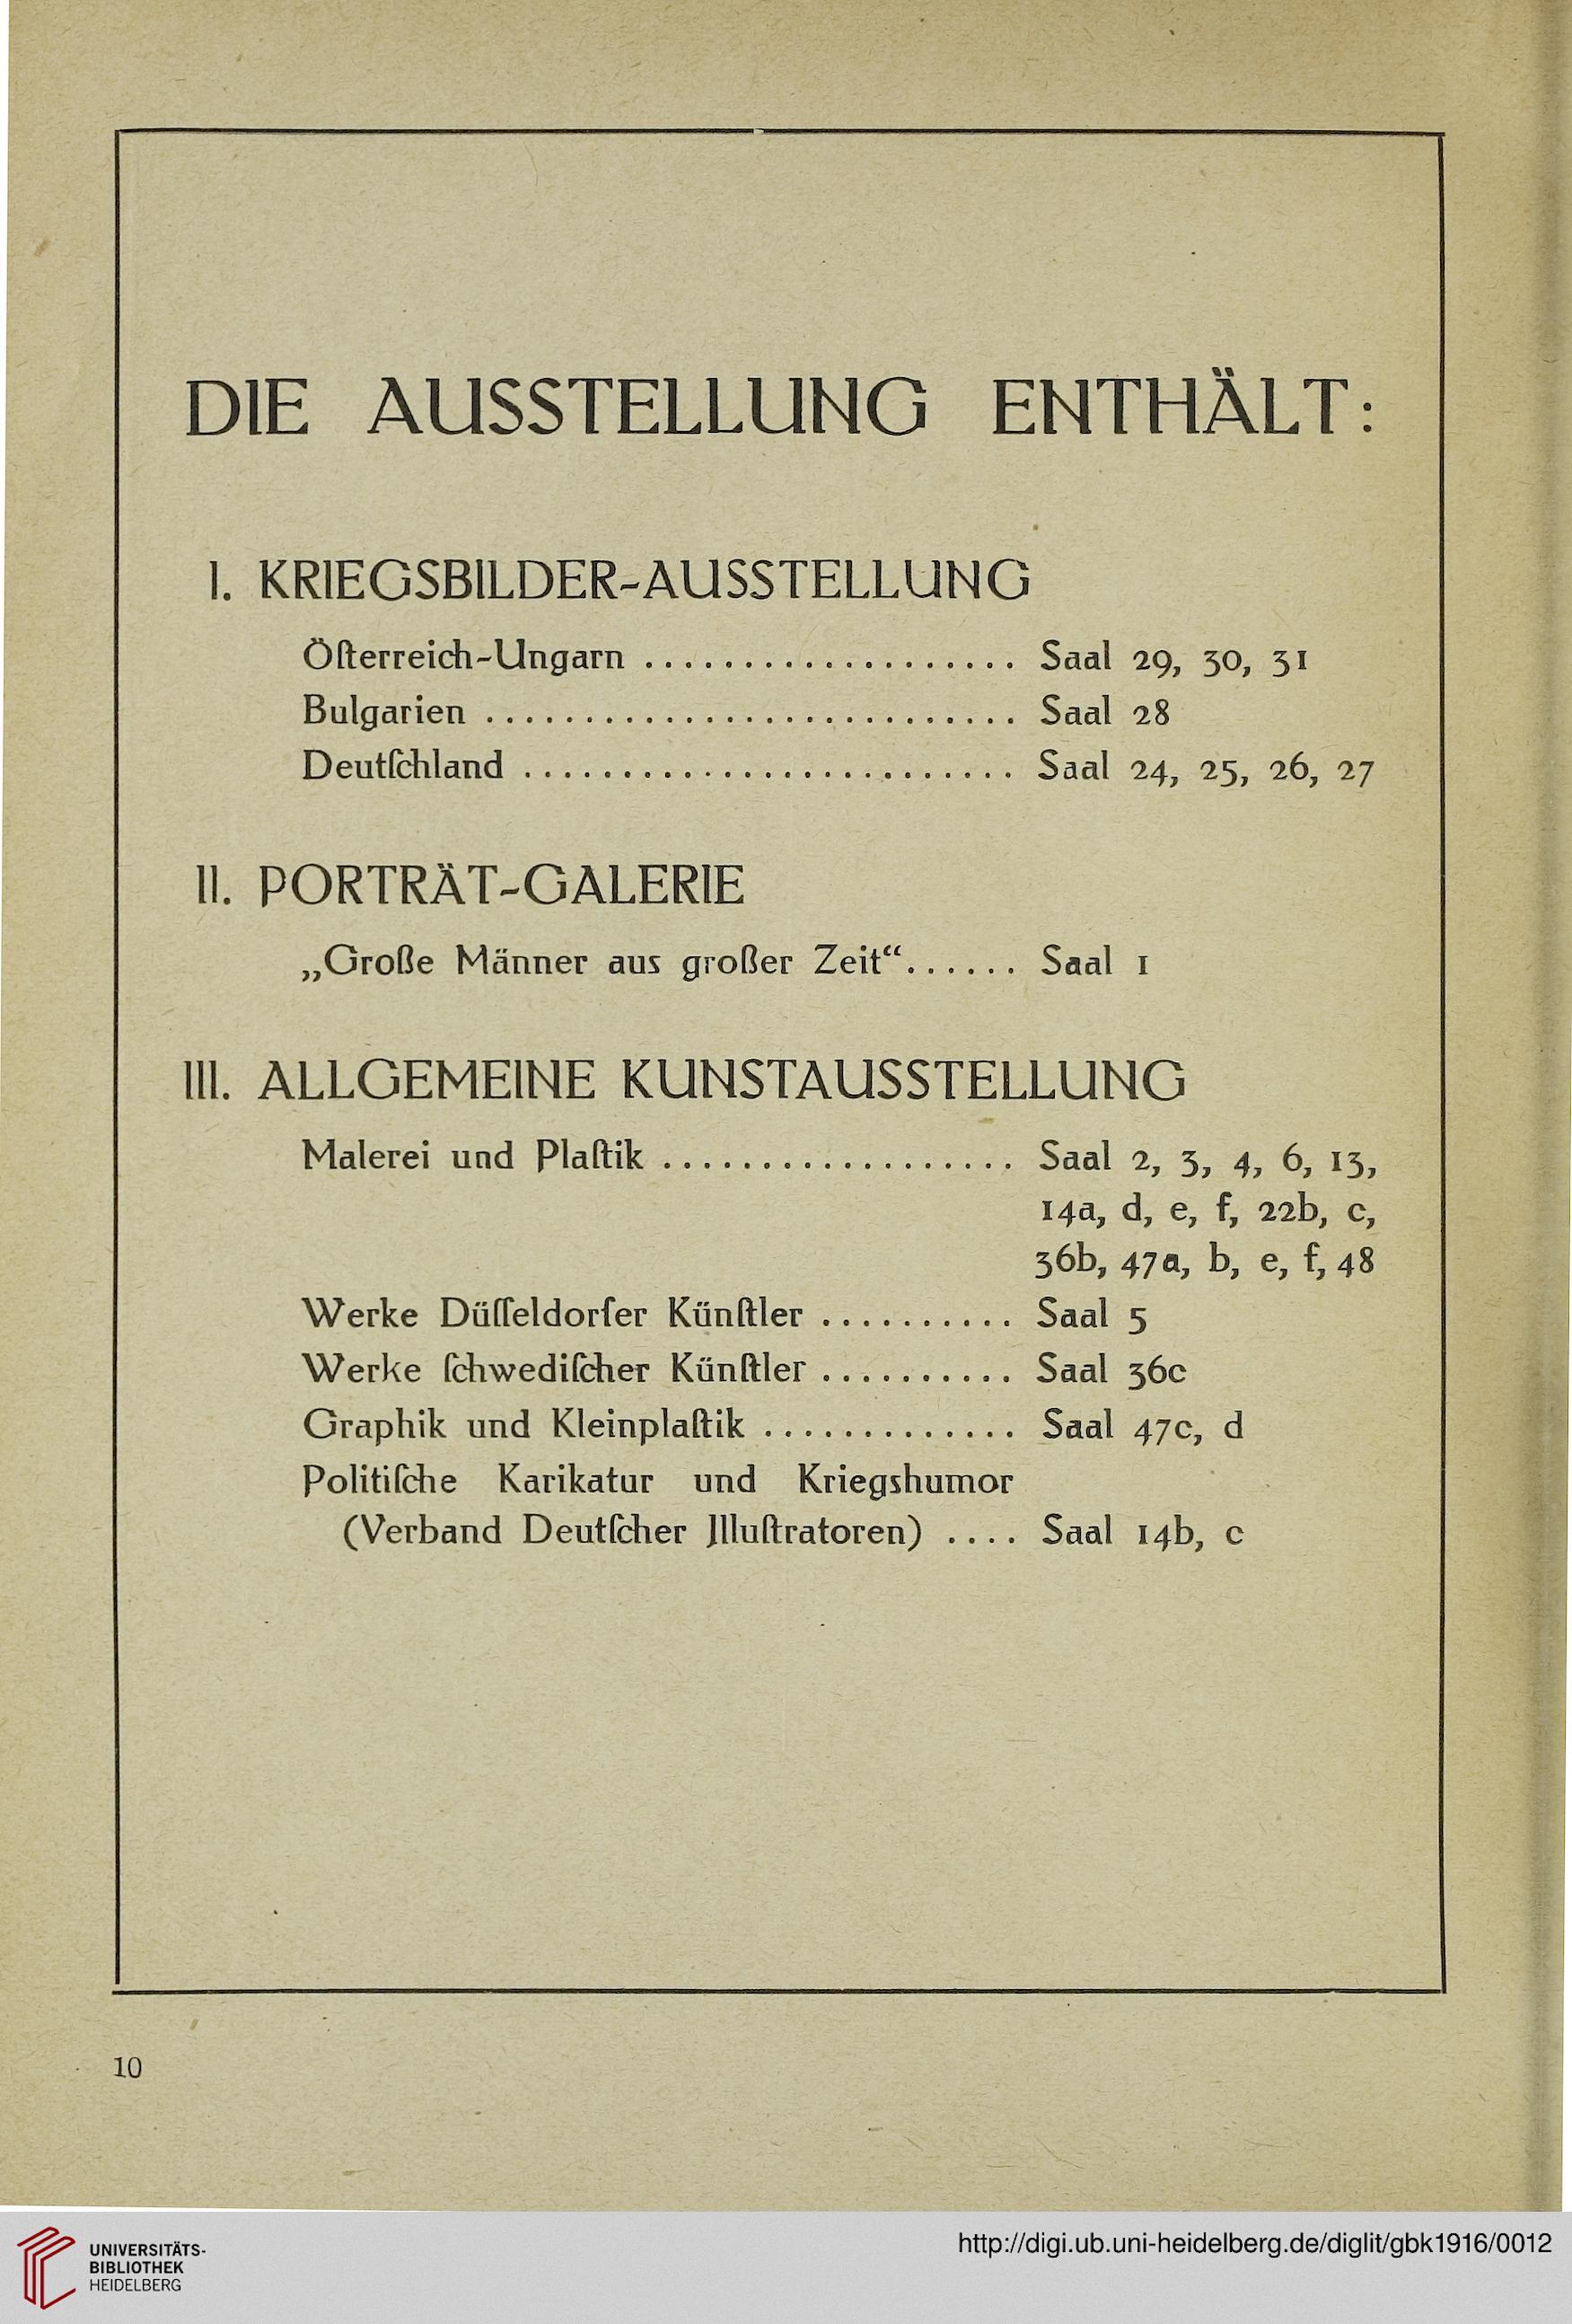 DIE AUSSTELLUNG ENTHÄLT:
I. KRIEGSBILDER-AUSSTELLUNG
Öſterreich-Ungarn ................... Saal 29, 30, 31
Bulgarien ........................... Saal 28
Deutſchland ......................... Saal 24, 25, 26, 27
II. PORTRÄT-GALERIE
„Große Männer aus großer Zeit“...... Saal 1
III. ALLGEMEINE KUNSTAUSSTELLUNG
Malerei und Plaſtik .................. Saal 2, 3, 4, 6, 13,
14a, d, e, f, 22b, c,
36b, 47a, b, e, f, 48
Werke Düſſeldorfer Künſtler .......... Saal 5
Werke ſchwediſcher Künſtler .......... Saal 36c
Graphik und Kleinplaſtik ............. Saal 47c, d
Politiſche Karikatur und Kriegshumor
(Verband Deutſcher Illuſtratoren) .... Saal 14b, c
10
UNIVERSITÄTS-
BIBLIOTHEK
HEIDELBERG
http://digi.ub.uni-heidelberg.de/diglit/gbk1916/0012